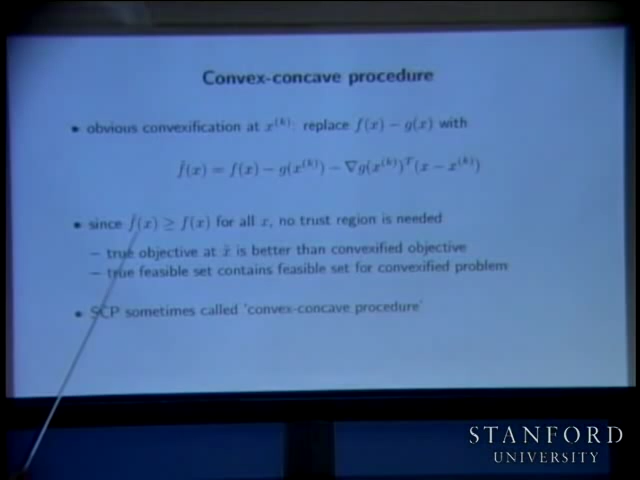 Convex-concave procedure
• obvious convexification at x^(k): replace f(x) − g(x) with
f̂(x) = f(x) − g(x^(k)) − ∇g(x^(k))^T(x − x^(k))
• since f̂(x) ≥ f(x) for all x, no trust region is needed
– true objective at x̃ is better than convexified objective
– true feasible set contains feasible set for convexified problem
• SCP sometimes called 'convex-concave procedure'
STANFORD
UNIVERSITY